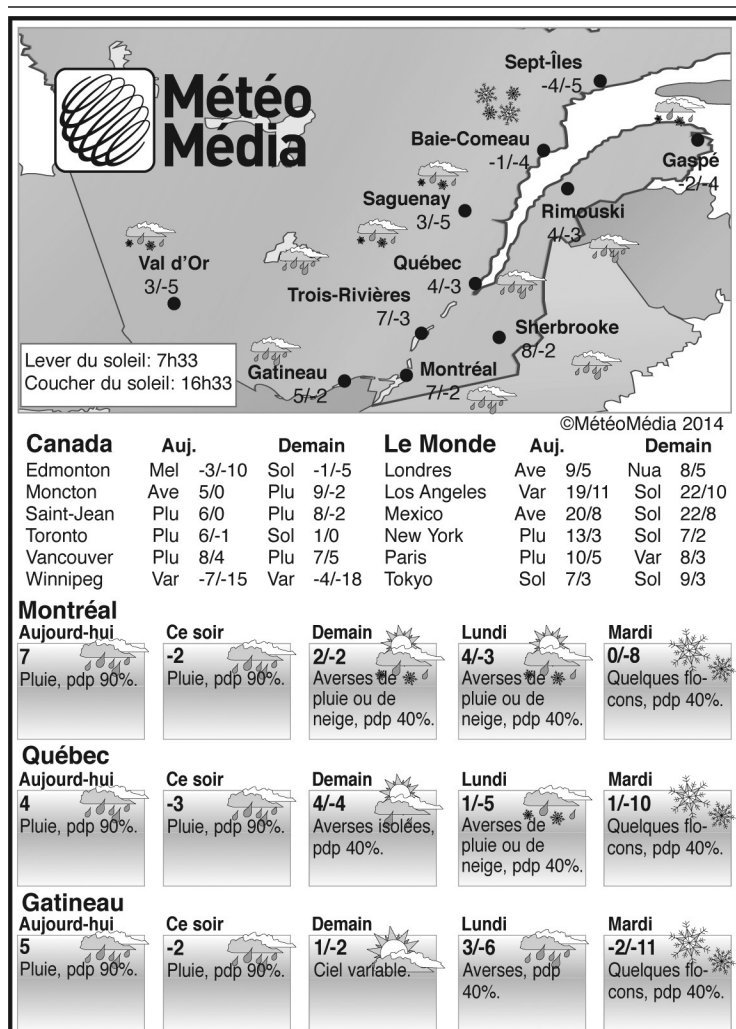 Météo
Média
Sept-Îles
-4/-5
Baie-Comeau
-1/-4
Gaspé
-2/-4
Saguenay
3/-5
Rimouski
4/-3
Val d'Or
3/-5
Québec
4/-3
Trois-Rivières
7/-3
Sherbrooke
8/-2
Gatineau
5/-2
Montréal
7/-2
Lever du soleil: 7h33
Coucher du soleil: 16h33
©MétéoMédia 2014
Canada Auj. Demain
Edmonton Mel -3/-10 Sol -1/-5
Moncton Ave 5/0 Plu 9/-2
Saint-Jean Plu 6/0 Plu 8/-2
Toronto Plu 6/-1 Sol 1/0
Vancouver Plu 8/4 Plu 7/5
Winnipeg Var -7/-15 Var -4/-18
Le Monde Auj. Demain
Londres Ave 9/5 Nua 8/5
Los Angeles Var 19/11 Sol 22/10
Mexico Ave 20/8 Sol 22/8
New York Plu 13/3 Sol 7/2
Paris Plu 10/5 Var 8/3
Tokyo Sol 7/3 Sol 9/3
Montréal
Aujourd-hui
7
Pluie, pdp 90%.
Ce soir
-2
Pluie, pdp 90%.
Demain
2/-2
Averses de
pluie ou de
neige, pdp 40%.
Lundi
4/-3
Averses de
pluie ou de
neige, pdp 40%.
Mardi
0/-8
Quelques flo-
cons, pdp 40%.
Québec
Aujourd-hui
4
Pluie, pdp 90%.
Ce soir
-3
Pluie, pdp 90%.
Demain
4/-4
Averses isolées,
pdp 40%.
Lundi
1/-5
Averses de
pluie ou de
neige, pdp 40%.
Mardi
1/-10
Quelques flo-
cons, pdp 40%.
Gatineau
Aujourd-hui
5
Pluie, pdp 90%.
Ce soir
-2
Pluie, pdp 90%.
Demain
1/-2
Ciel variable.
Lundi
3/-6
Averses, pdp
40%.
Mardi
-2/-11
Quelques flo-
cons, pdp 40%.